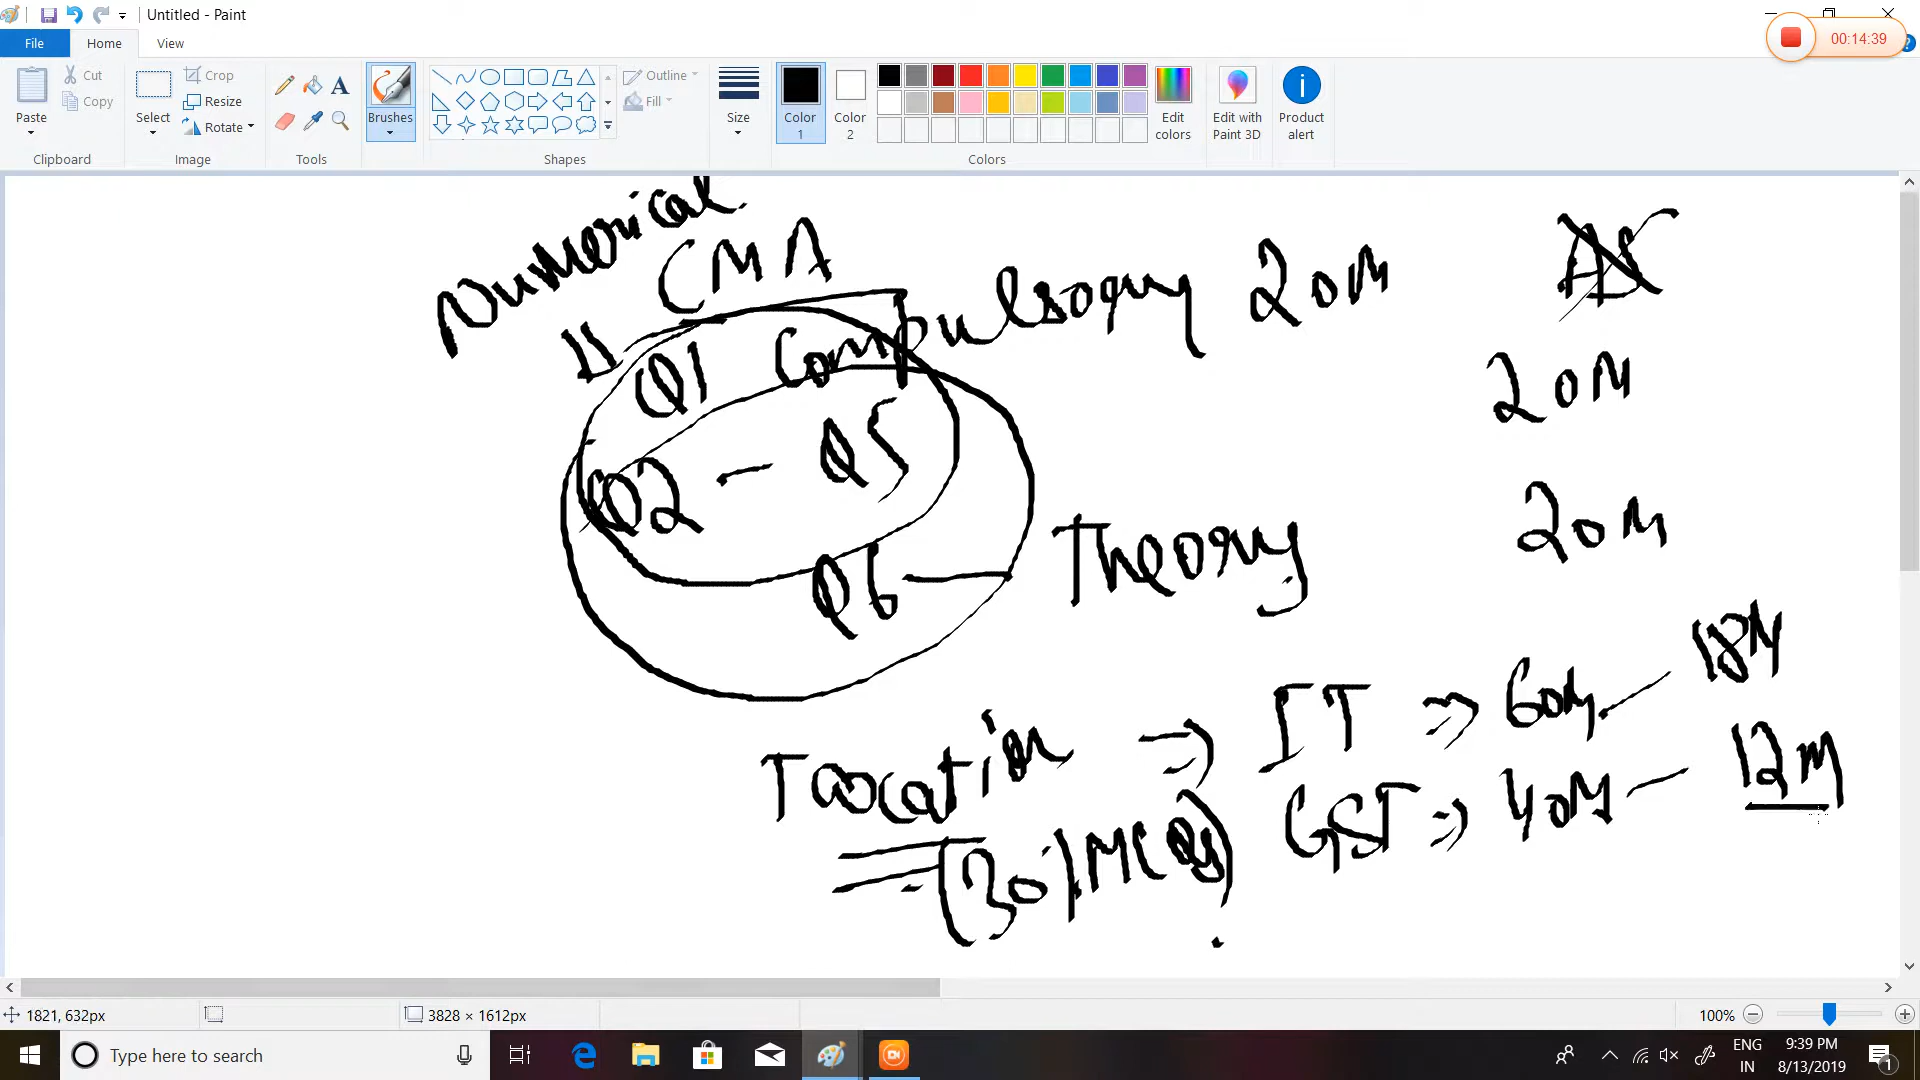 Untitled - Paint
00:14:39
File Home View
Cut
Copy
Paste
Clipboard
Crop
Resize
Rotate
Select
Image
Tools
Brushes
Outline
Fill
Shapes
Size
Color 1
Color 2
Edit colors
Colors
Edit with Paint 3D
Product alert
Numerical
CMA
Q1 Compulsory 20M
AS
20M
Q2 - Q5
20M
Q6 - Theory
Taxation => IT => 60M - 18M
(30% MCQs) GST => 40M - 12M
1821, 632px
3828 × 1612px
100%
Type here to search
ENG
IN
9:39 PM
8/13/2019
1